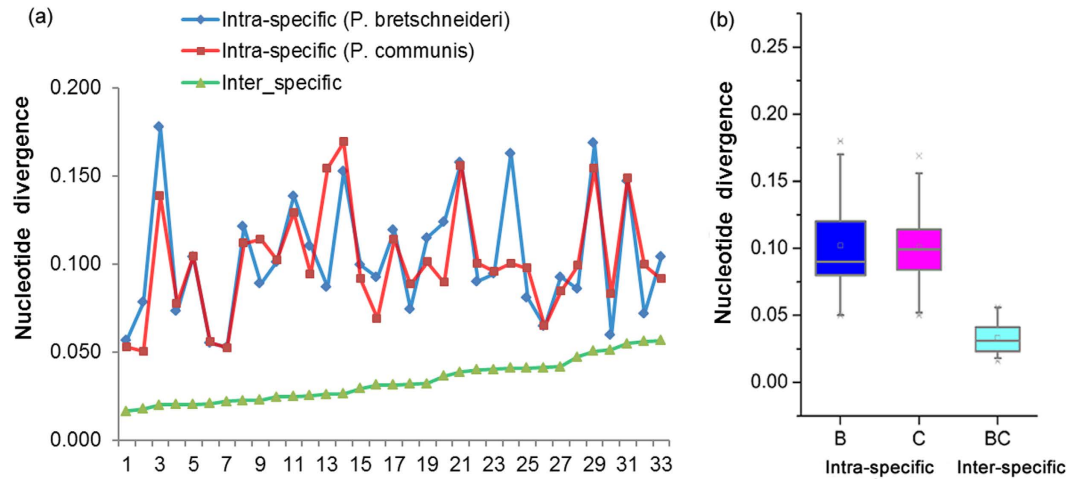 (a)
Intra-specific (P. bretschneideri)
Intra-specific (P. communis)
Inter_specific
Nucleotide divergence
0.200
0.150
0.100
0.050
0.000
1 3 5 7 9 11 13 15 17 19 21 23 25 27 29 31 33
(b)
Nucleotide divergence
0.25
0.20
0.15
0.10
0.05
0.00
B C BC
Intra-specific Inter-specific